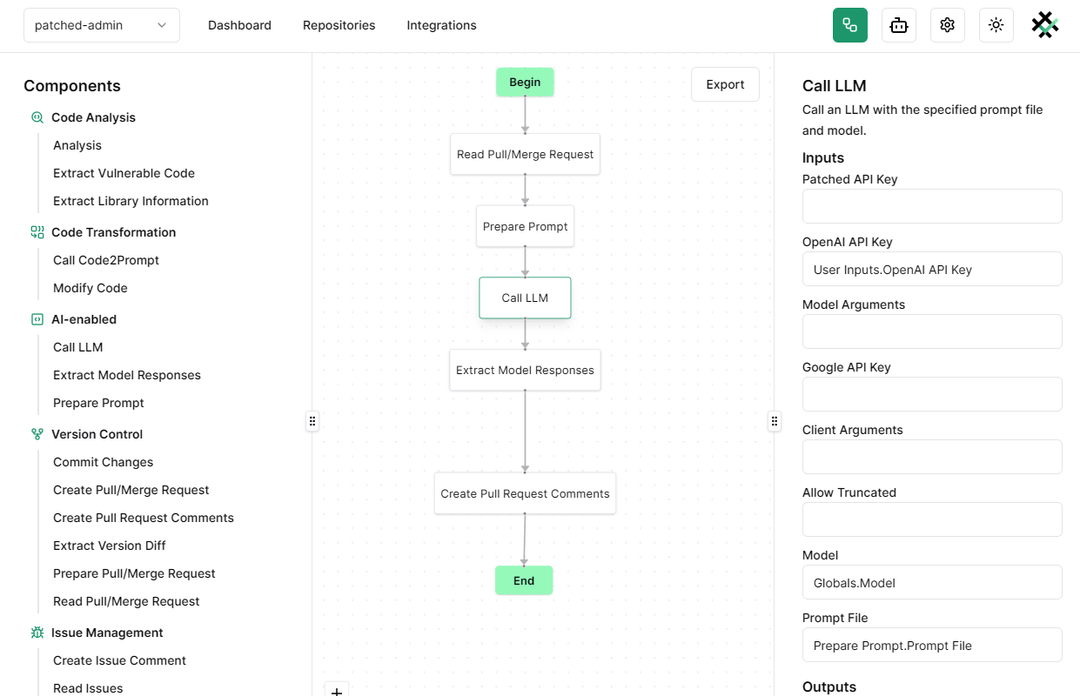 patched-admin
Dashboard
Repositories
Integrations
Components
Code Analysis
Analysis
Extract Vulnerable Code
Extract Library Information
Code Transformation
Call Code2Prompt
Modify Code
AI-enabled
Call LLM
Extract Model Responses
Prepare Prompt
Version Control
Commit Changes
Create Pull/Merge Request
Create Pull Request Comments
Extract Version Diff
Prepare Pull/Merge Request
Read Pull/Merge Request
Issue Management
Create Issue Comment
Read Issues
Begin
Export
Read Pull/Merge Request
Prepare Prompt
Call LLM
Extract Model Responses
Create Pull Request Comments
End
Call LLM
Call an LLM with the specified prompt file
and model.
Inputs
Patched API Key
OpenAI API Key
User Inputs.OpenAI API Key
Model Arguments
Google API Key
Client Arguments
Allow Truncated
Model
Globals.Model
Prompt File
Prepare Prompt.Prompt File
Outputs